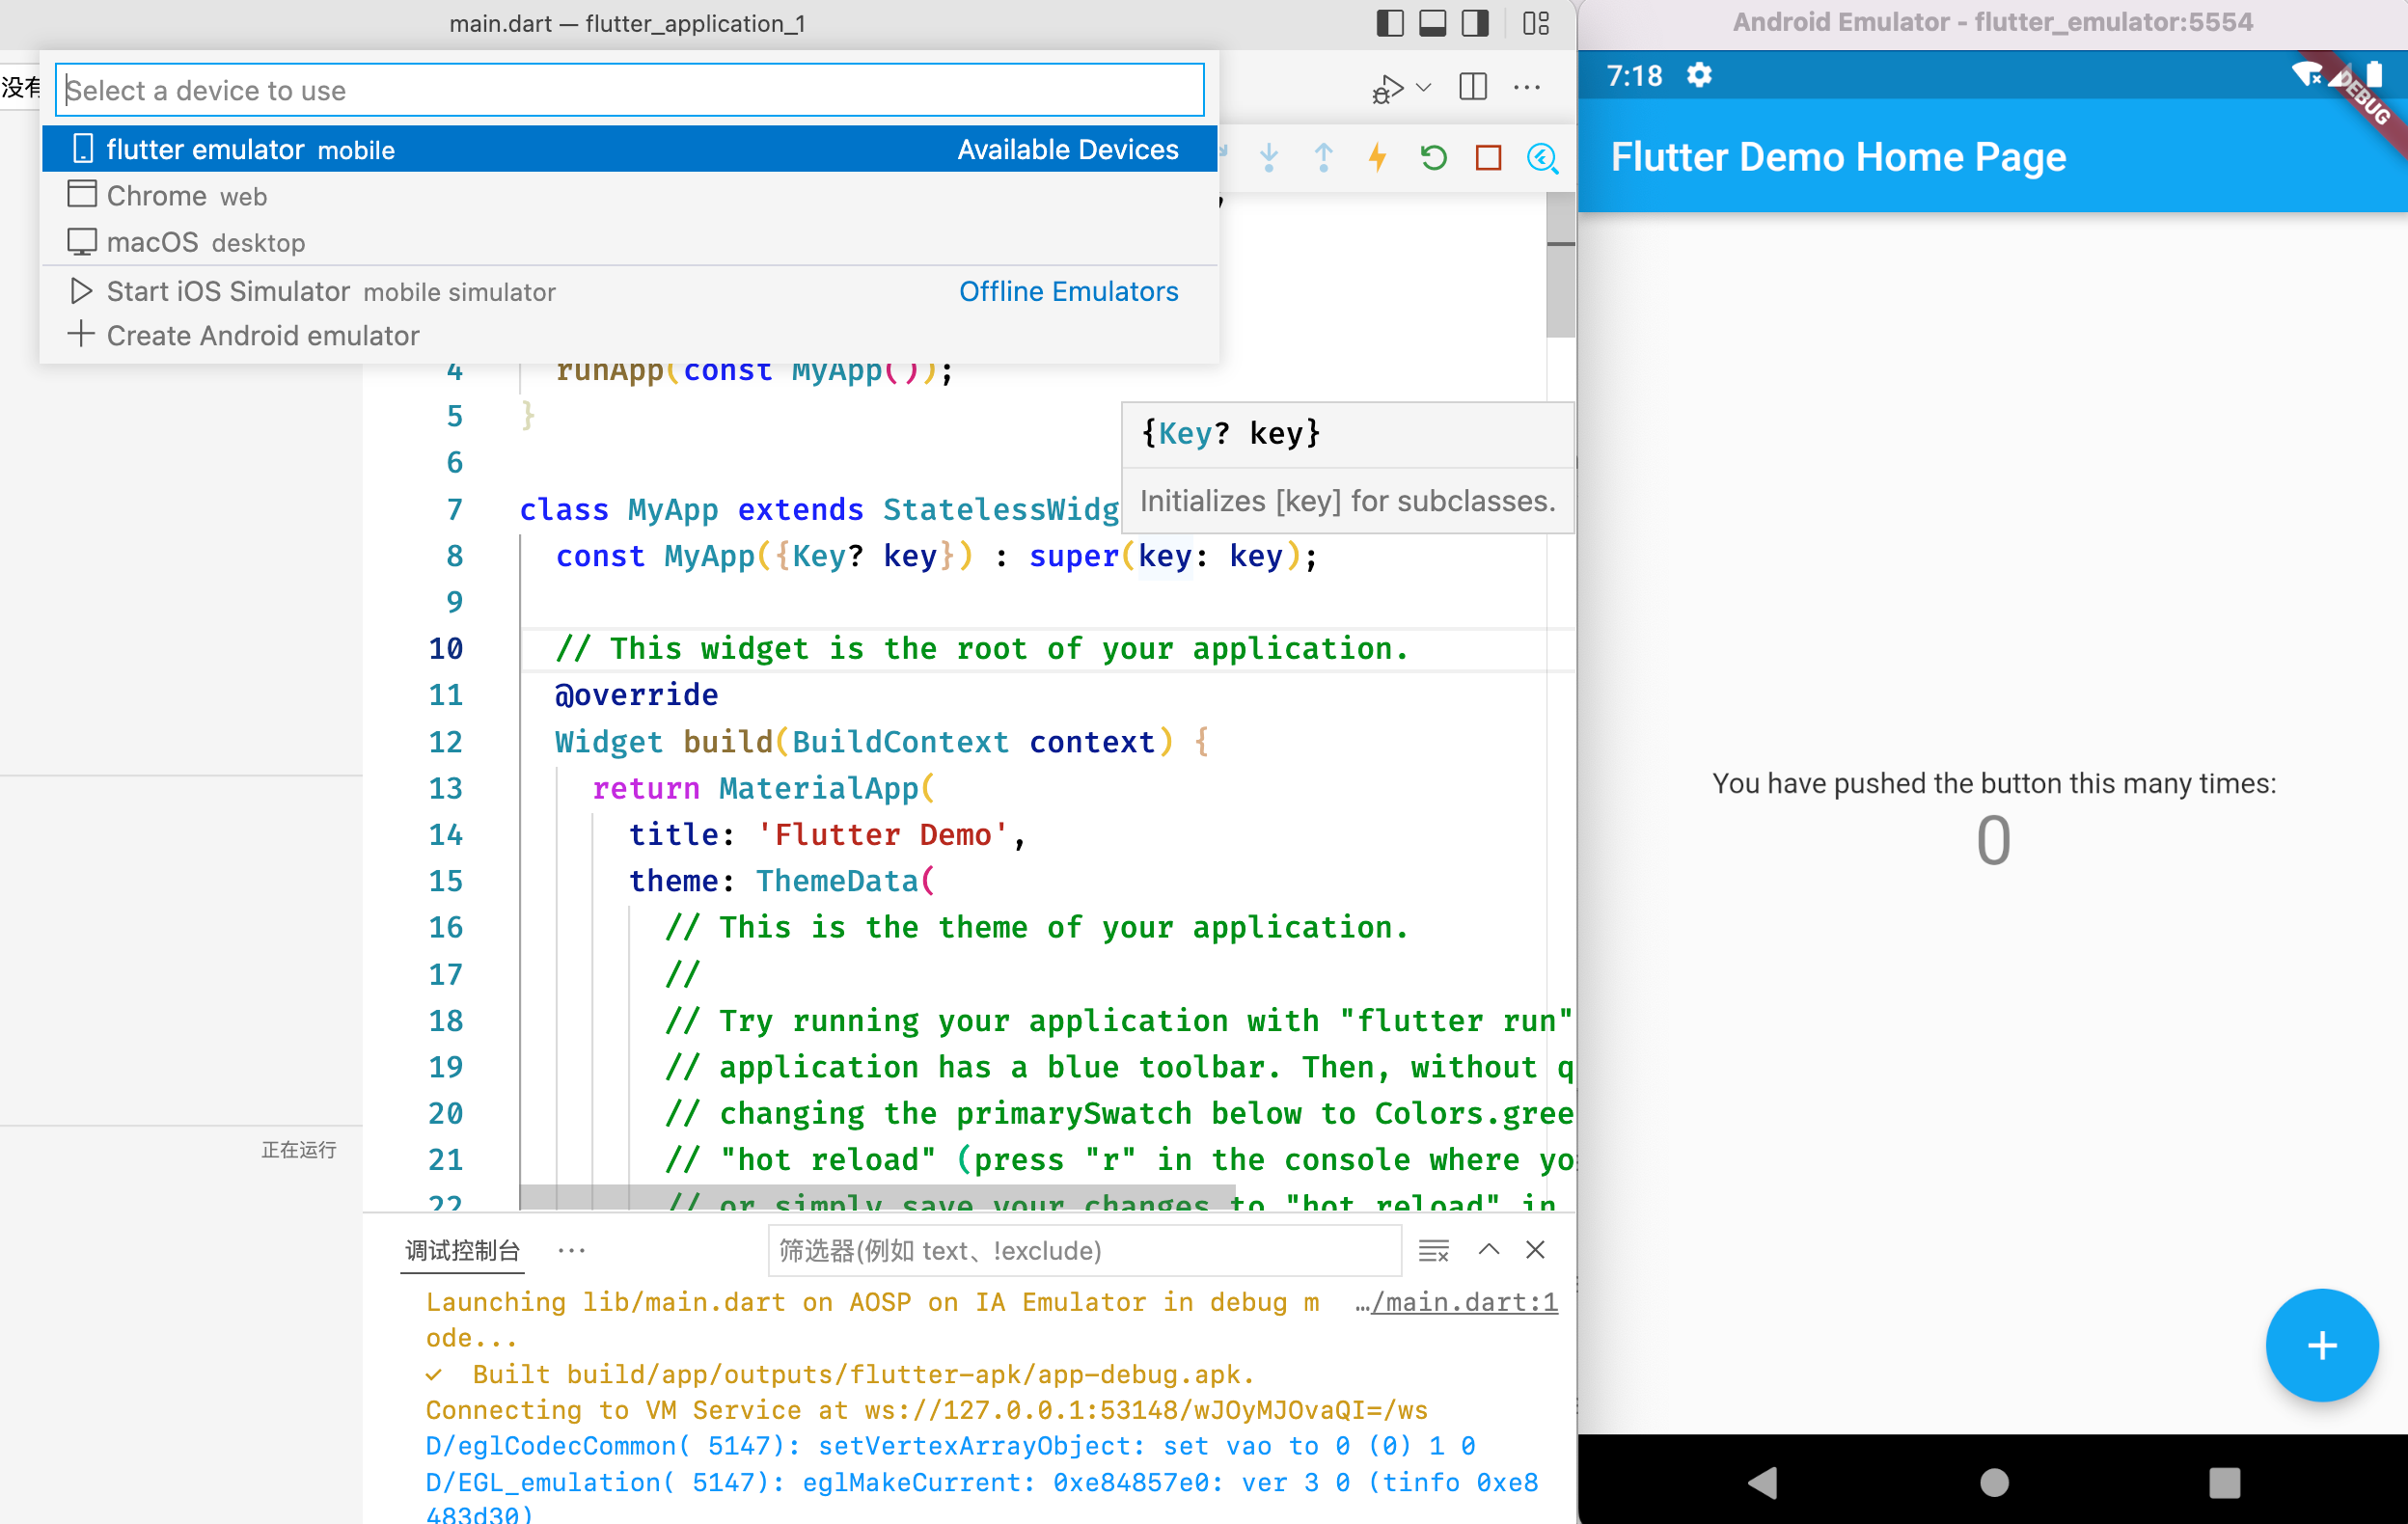 main.dart — flutter_application_1
没有
Select a device to use
flutter emulator mobile Available Devices
Chrome web
macOS desktop
Start iOS Simulator mobile simulator Offline Emulators
Create Android emulator
4 runApp(const MyApp());
5 }
6
7 class MyApp extends StatelessWidg
8 const MyApp({Key? key}) : super(key: key);
9
10 // This widget is the root of your application.
11 @override
12 Widget build(BuildContext context) {
13 return MaterialApp(
14 title: 'Flutter Demo',
15 theme: ThemeData(
16 // This is the theme of your application.
17 //
18 // Try running your application with "flutter run"
19 // application has a blue toolbar. Then, without q
20 // changing the primarySwatch below to Colors.gree
21 // "hot reload" (press "r" in the console where yo
22 // or simply save your changes to "hot reload" in
{Key? key}
Initializes [key] for subclasses.
正在运行
调试控制台 ··· 筛选器(例如 text、!exclude)
Launching lib/main.dart on AOSP on IA Emulator in debug m …/main.dart:1
ode...
✓ Built build/app/outputs/flutter-apk/app-debug.apk.
Connecting to VM Service at ws://127.0.0.1:53148/wJOyMJOvaQI=/ws
D/eglCodecCommon( 5147): setVertexArrayObject: set vao to 0 (0) 1 0
D/EGL_emulation( 5147): eglMakeCurrent: 0xe84857e0: ver 3 0 (tinfo 0xe8
483d30)
Android Emulator - flutter_emulator:5554
7:18
DEBUG
Flutter Demo Home Page
You have pushed the button this many times:
0